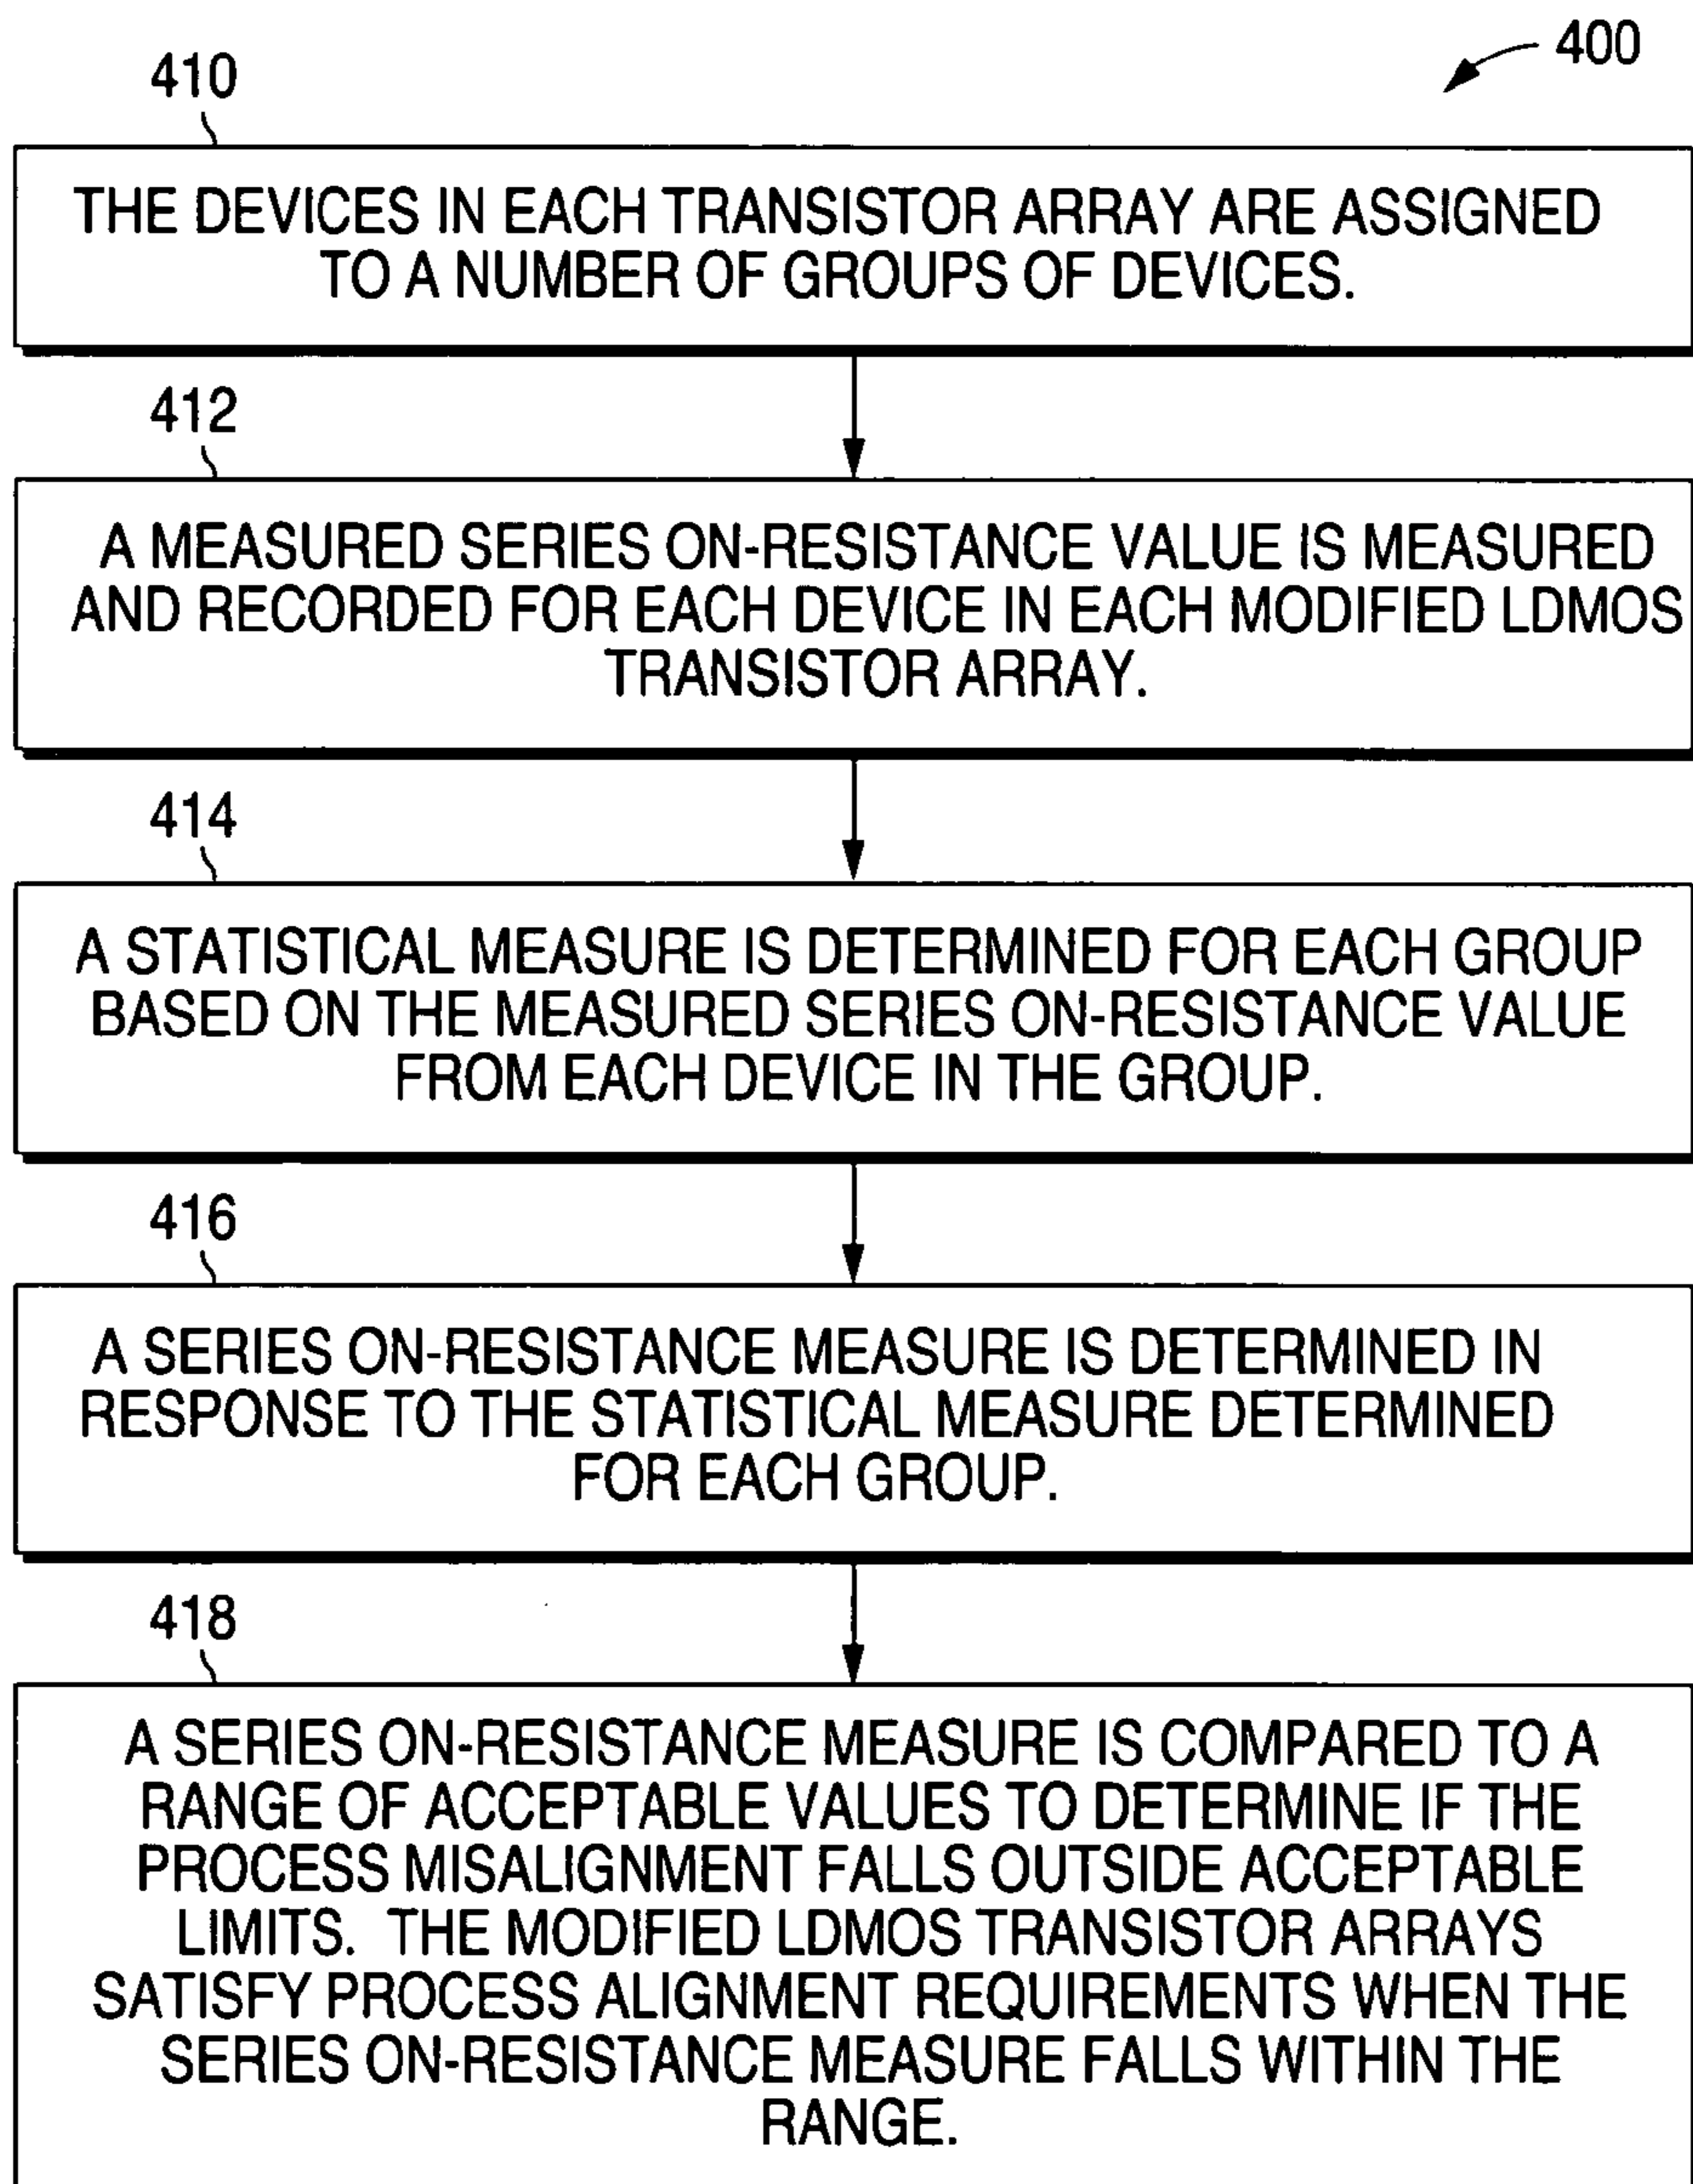 400
410
THE DEVICES IN EACH TRANSISTOR ARRAY ARE ASSIGNED
TO A NUMBER OF GROUPS OF DEVICES.
412
A MEASURED SERIES ON-RESISTANCE VALUE IS MEASURED
AND RECORDED FOR EACH DEVICE IN EACH MODIFIED LDMOS
TRANSISTOR ARRAY.
414
A STATISTICAL MEASURE IS DETERMINED FOR EACH GROUP
BASED ON THE MEASURED SERIES ON-RESISTANCE VALUE
FROM EACH DEVICE IN THE GROUP.
416
A SERIES ON-RESISTANCE MEASURE IS DETERMINED IN
RESPONSE TO THE STATISTICAL MEASURE DETERMINED
FOR EACH GROUP.
418
A SERIES ON-RESISTANCE MEASURE IS COMPARED TO A
RANGE OF ACCEPTABLE VALUES TO DETERMINE IF THE
PROCESS MISALIGNMENT FALLS OUTSIDE ACCEPTABLE
LIMITS. THE MODIFIED LDMOS TRANSISTOR ARRAYS
SATISFY PROCESS ALIGNMENT REQUIREMENTS WHEN THE
SERIES ON-RESISTANCE MEASURE FALLS WITHIN THE
RANGE.